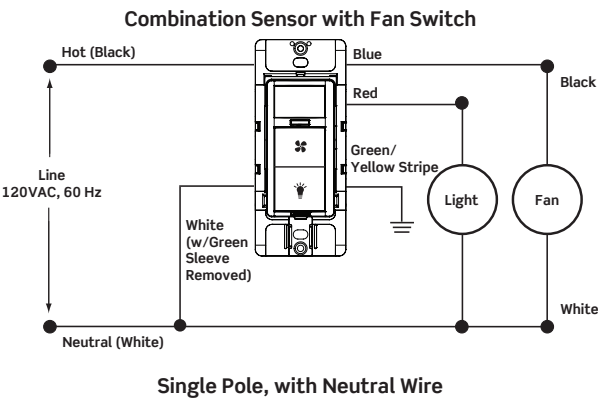 Combination Sensor with Fan Switch
Hot (Black)
Blue
Black
Red
Green/
Yellow Stripe
Line
120VAC, 60 Hz
Light
Fan
White
(w/Green
Sleeve
Removed)
White
Neutral (White)
Single Pole, with Neutral Wire